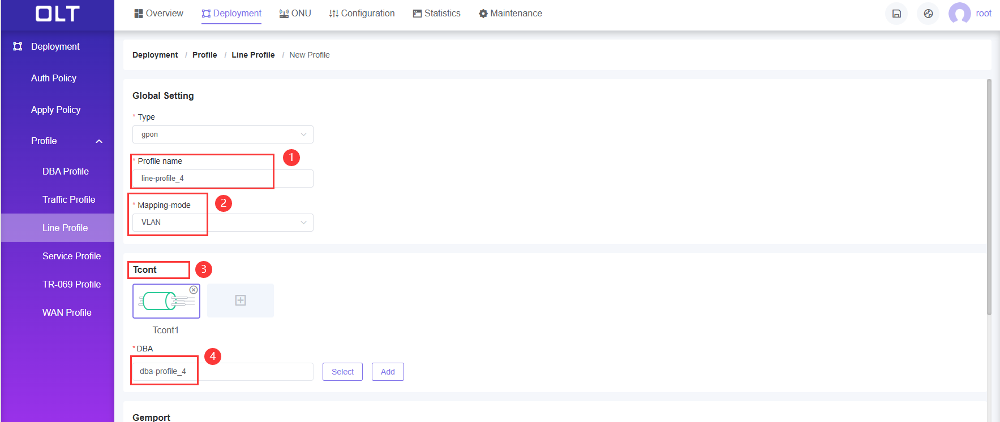 OLT
Overview
Deployment
ONU
Configuration
Statistics
Maintenance
root
Deployment
Auth Policy
Apply Policy
Profile
DBA Profile
Traffic Profile
Line Profile
Service Profile
TR-069 Profile
WAN Profile
Deployment / Profile / Line Profile / New Profile
Global Setting
* Type
gpon
* Profile name
1
line-profile_4
* Mapping-mode
2
VLAN
Tcont
3
Tcont1
*DBA
4
dba-profile_4
Select
Add
Gemport